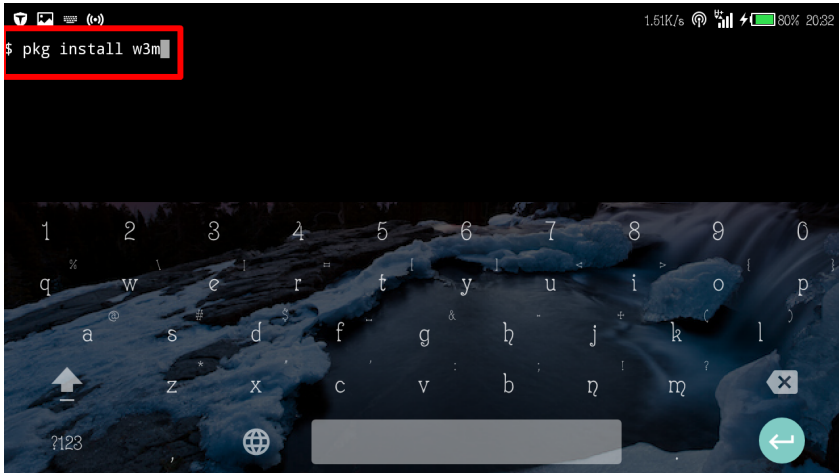 1.51K/s 80% 20:32
$ pkg install w3m
1 2 3 4 5 6 7 8 9 0
q w e r t y u i o p
a s d f g h j k l
z x c v b n m
?123 , .